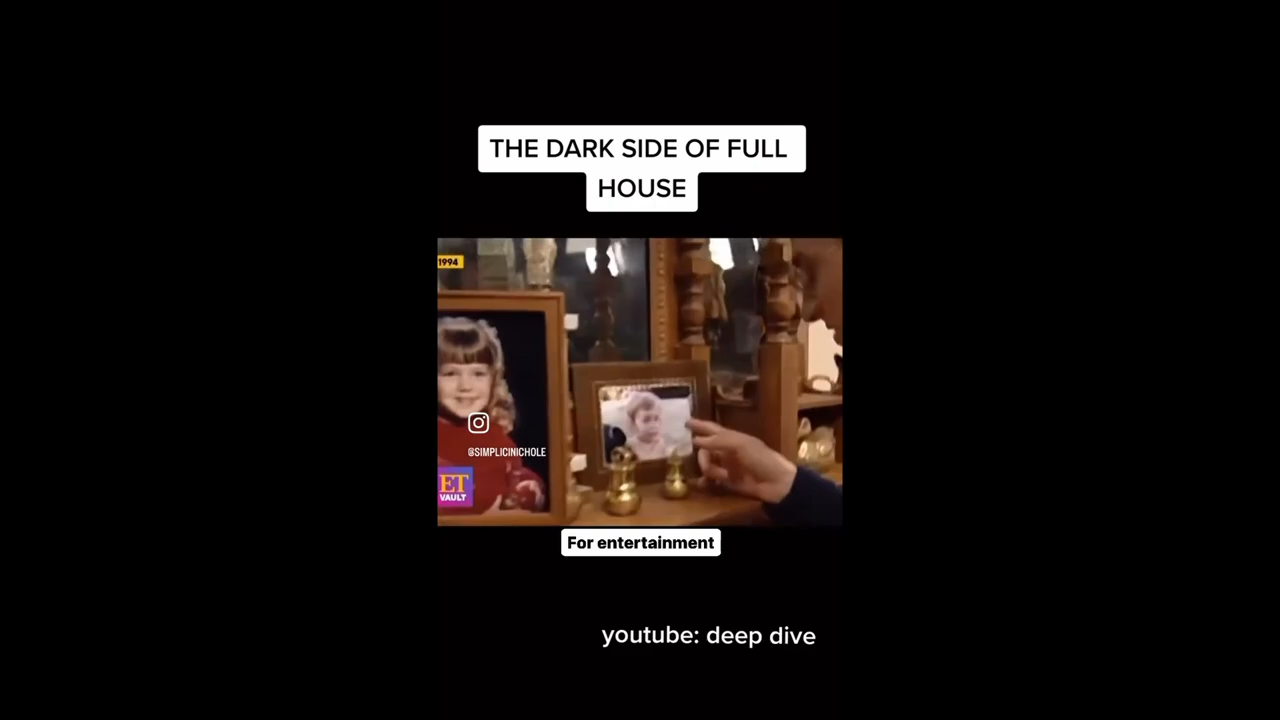 THE DARK SIDE OF FULL
HOUSE
1994
@SIMPLICINICHOLE
ET
VAULT
For entertainment
youtube: deep dive